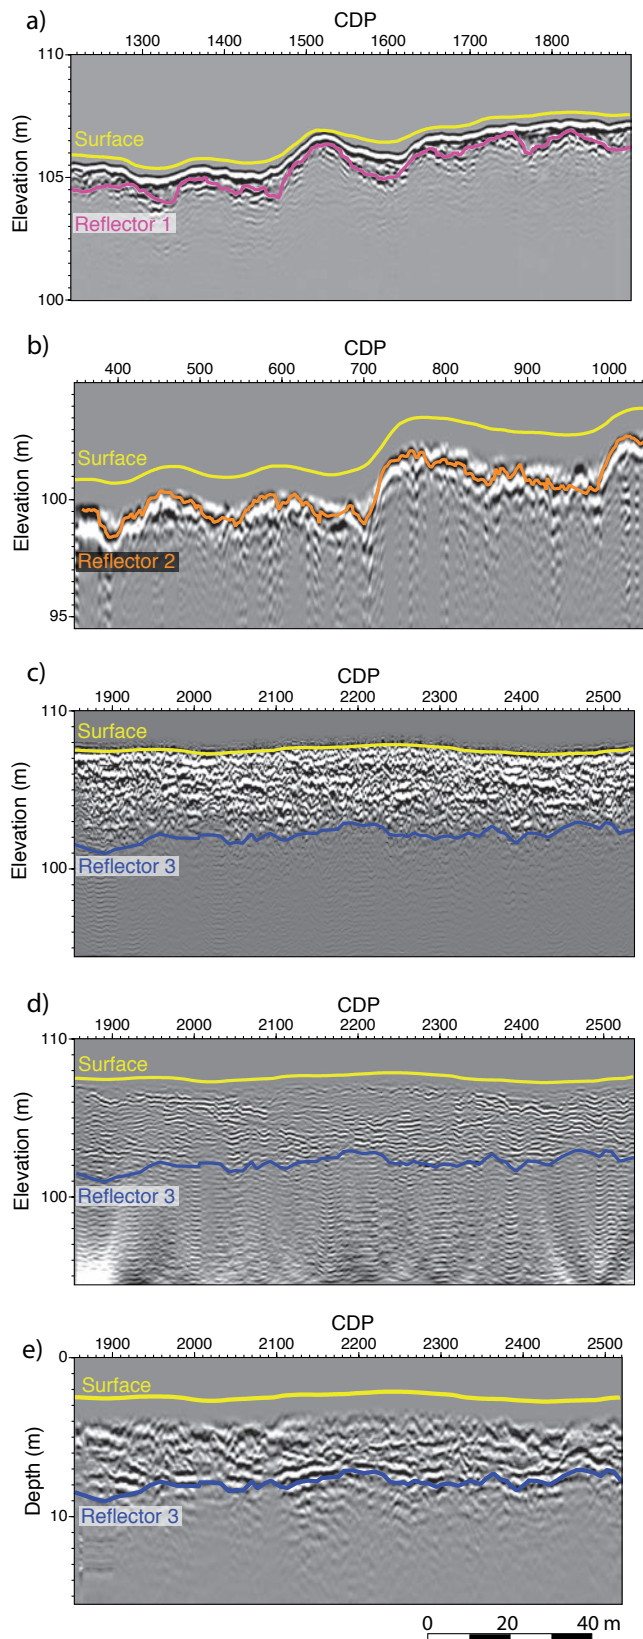 a)
CDP
1300 1400 1500 1600 1700 1800
110
105
100
Elevation (m)
Surface
Reflector 1
b)
CDP
400 500 600 700 800 900 1000
100
95
Elevation (m)
Surface
Reflector 2
c)
CDP
1900 2000 2100 2200 2300 2400 2500
110
100
Elevation (m)
Surface
Reflector 3
d)
CDP
1900 2000 2100 2200 2300 2400 2500
110
100
Elevation (m)
Surface
Reflector 3
e)
CDP
1900 2000 2100 2200 2300 2400 2500
0
10
Depth (m)
Surface
Reflector 3
0 20 40 m